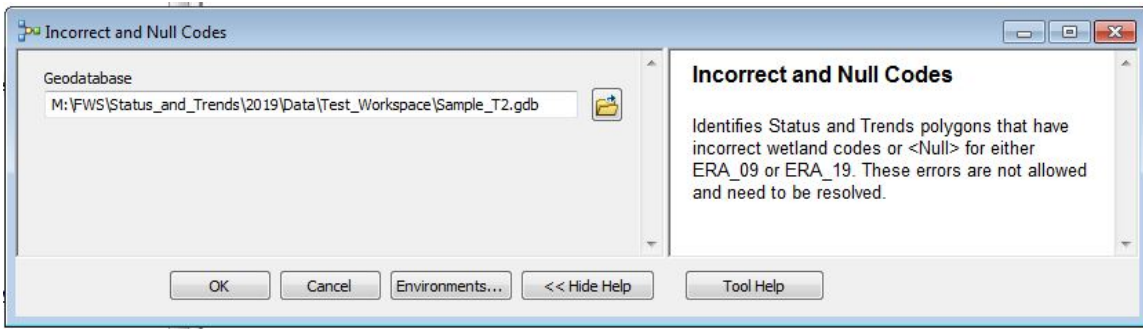 Incorrect and Null Codes
Geodatabase
M:\FWS\Status_and_Trends\2019\Data\Test_Workspace\Sample_T2.gdb
Incorrect and Null Codes
Identifies Status and Trends polygons that have
incorrect wetland codes or <Null> for either
ERA_09 or ERA_19. These errors are not allowed
and need to be resolved.
OK
Cancel
Environments...
<< Hide Help
Tool Help